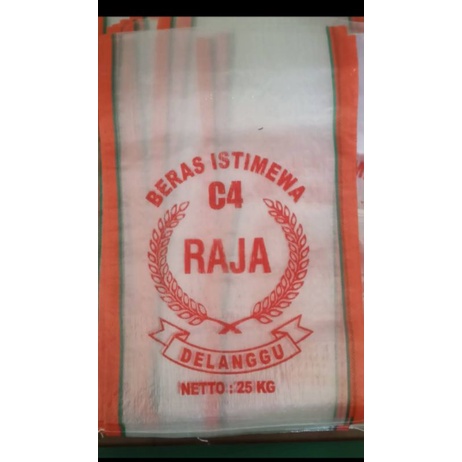 BERAS ISTIMEWA
C4
RAJA
DELANGGU
NETTO : 25 KG